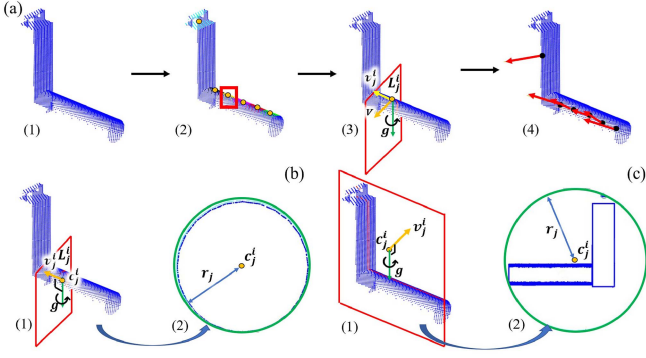 (a)
(1)
(2)
(3)
(4)
v_j^i L_j^i
v
g
(b)
v_j^i L_j^i c_j^i
g
(1)
r_j c_j^i
(2)
(c)
c_j^i v_j^i
g
(1)
r_j c_j^i
(2)